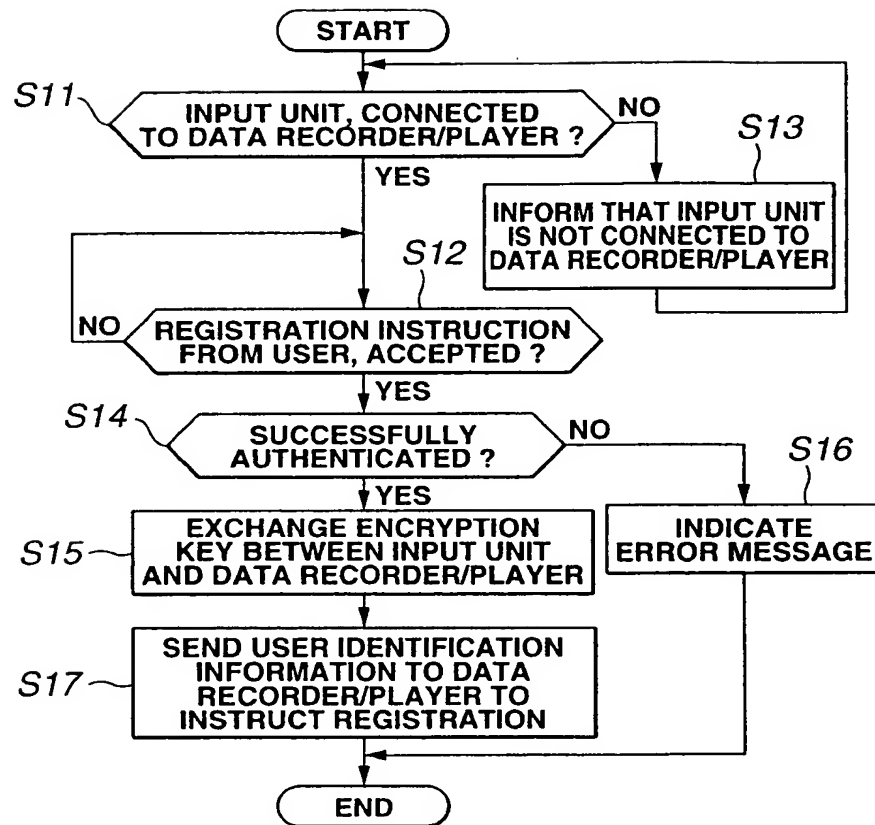 START
S11
INPUT UNIT, CONNECTED
TO DATA RECORDER/PLAYER ?
NO
YES
S13
INFORM THAT INPUT UNIT
IS NOT CONNECTED TO
DATA RECORDER/PLAYER
S12
NO
REGISTRATION INSTRUCTION
FROM USER, ACCEPTED ?
YES
S14
SUCCESSFULLY
AUTHENTICATED ?
NO
YES
S16
INDICATE
ERROR MESSAGE
S15
EXCHANGE ENCRYPTION
KEY BETWEEN INPUT UNIT
AND DATA RECORDER/PLAYER
S17
SEND USER IDENTIFICATION
INFORMATION TO DATA
RECORDER/PLAYER TO
INSTRUCT REGISTRATION
END